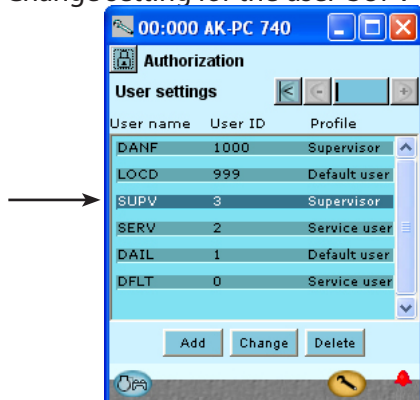 00:000 AK-PC 740
Authorization
User settings
User name User ID Profile
DANF 1000 Supervisor
LOCD 999 Default user
SUPV 3 Supervisor
SERV 2 Service user
DAIL 1 Default user
DFLT 0 Service user
Add Change Delete